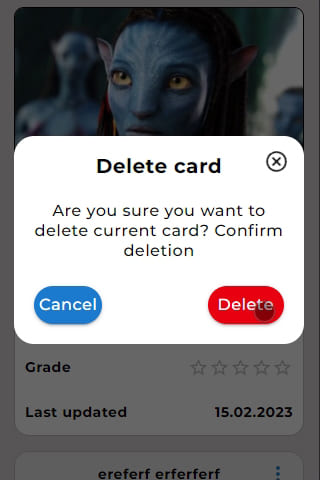 Delete card
Are you sure you want to
delete current card? Confirm
deletion
Cancel
Delete
Grade
Last updated 15.02.2023
ereferf erferferf